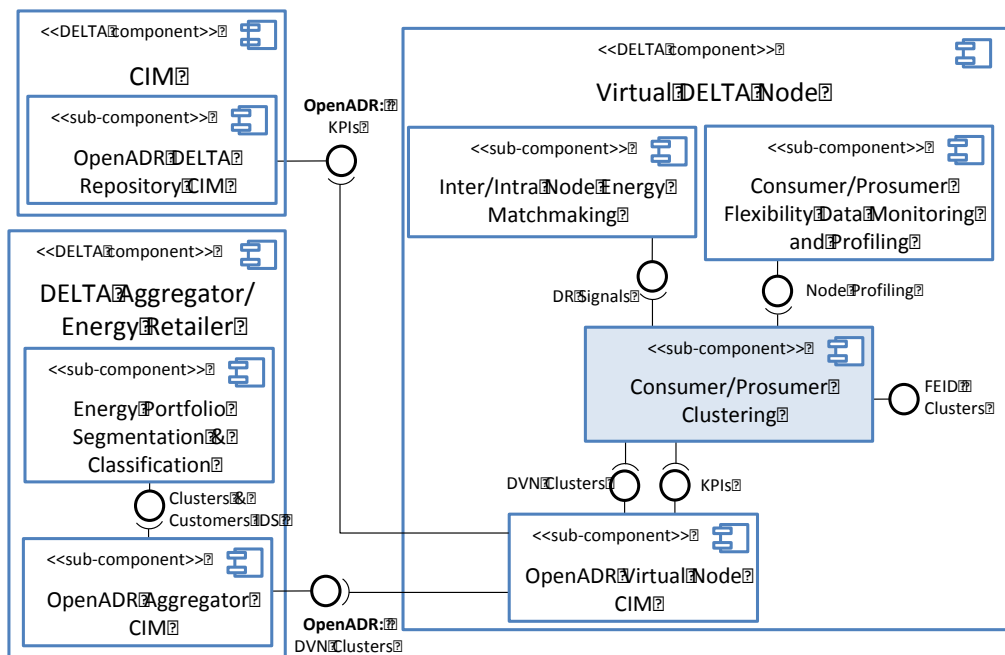 <<DELTA component>>
CIM
<<sub-component>>
OpenADR DELTA
Repository CIM
OpenADR:
KPIs
<<DELTA component>>
Virtual DELTA Node
<<sub-component>>
Inter/Intra Node Energy
Matchmaking
<<sub-component>>
Consumer/Prosumer
Flexibility Data Monitoring
and Profiling
DR Signals
Node Profiling
<<sub-component>>
Consumer/Prosumer
Clustering
FEID
Clusters
DVN Clusters
KPIs
<<sub-component>>
OpenADR Virtual Node
CIM
<<DELTA component>>
DELTA Aggregator/
Energy Retailer
<<sub-component>>
Energy Portfolio
Segmentation &
Classification
Clusters &
Customers IDS
<<sub-component>>
OpenADR Aggregator
CIM
OpenADR:
DVN Clusters